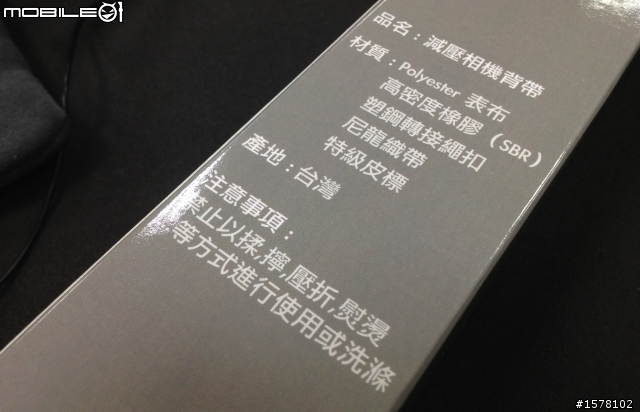 MOBILE01
品名：減壓相機背帶
材質：Polyester 表布
高密度橡膠（SBR）
塑鋼轉接繩扣
尼龍織帶
特級皮標
產地：台灣
注意事項：
禁止以揉,擰,壓折,熨燙
等方式進行使用或洗滌
#1578102